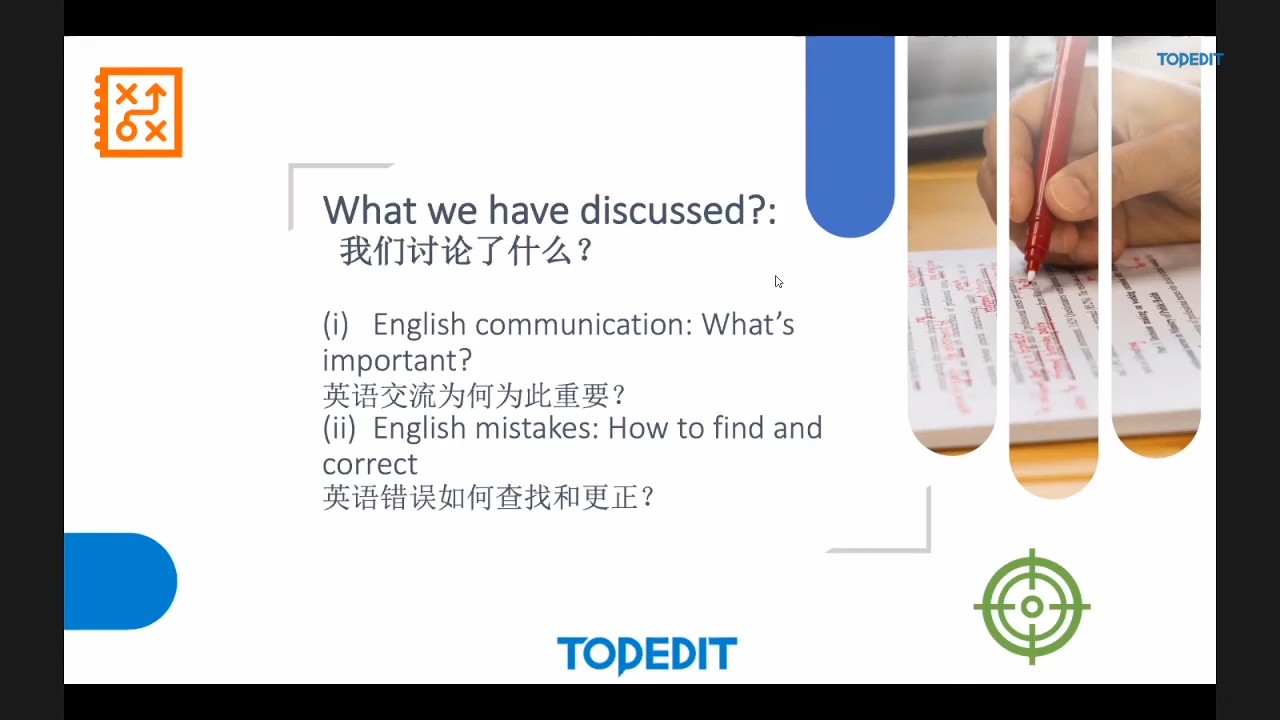 TOPEDIT
What we have discussed?:
我们讨论了什么？
(i) English communication: What's
important?
英语交流为何为此重要？
(ii) English mistakes: How to find and
correct
英语错误如何查找和更正？
TOPEDIT